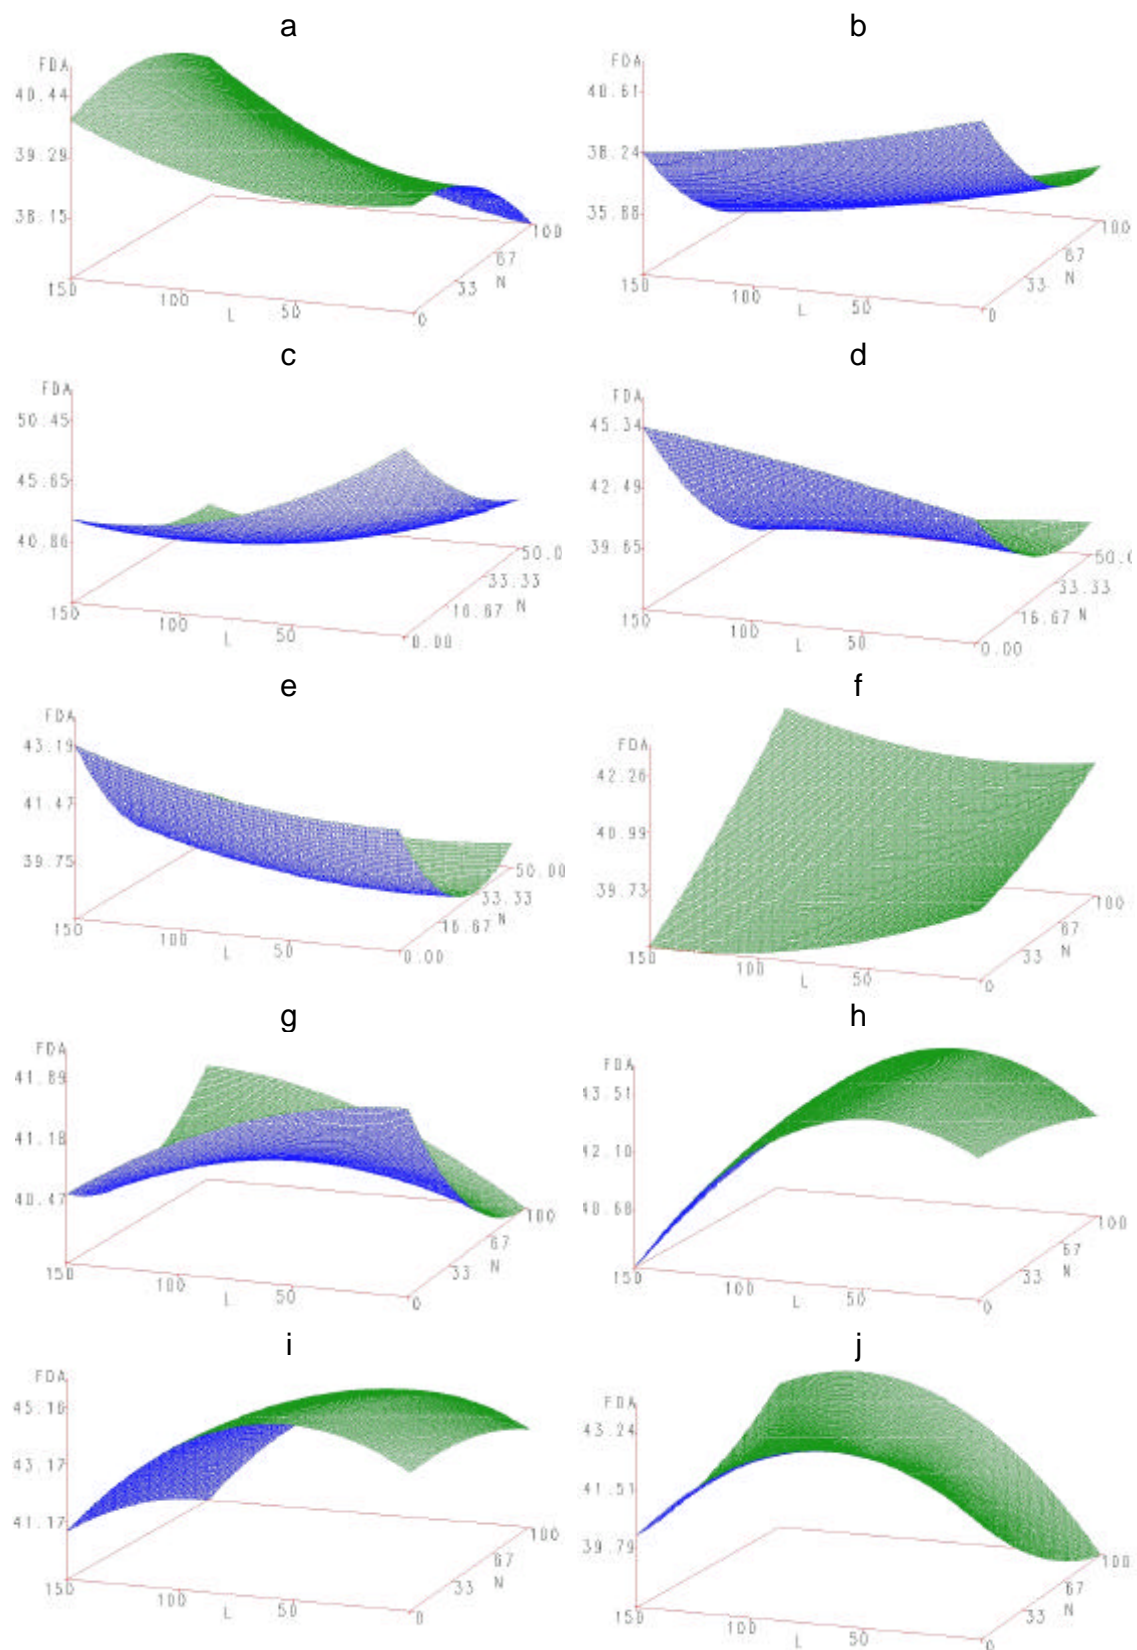 a
FDA
40.44
39.29
38.15
150
100
50
L
0
33
67
100
N
b
FDA
40.61
38.24
35.88
150
100
50
L
0
33
67
100
N
c
FDA
50.45
45.65
40.86
150
100
50
L
0.00
16.67
33.33
50.0
N
d
FDA
45.34
42.49
39.65
150
100
50
L
0.00
16.67
33.33
50.0
N
e
FDA
43.19
41.47
39.75
150
100
50
L
0.00
16.67
33.33
50.00
N
f
FDA
42.26
40.99
39.73
150
100
50
L
0
33
67
100
N
g
FDA
41.89
41.18
40.47
150
100
50
L
0
33
67
100
N
h
FDA
43.51
42.10
40.68
150
100
50
L
0
33
67
100
N
i
FDA
45.16
43.17
41.17
150
100
50
L
0
33
67
100
N
j
FDA
43.24
41.51
39.79
150
100
50
L
0
33
67
100
N